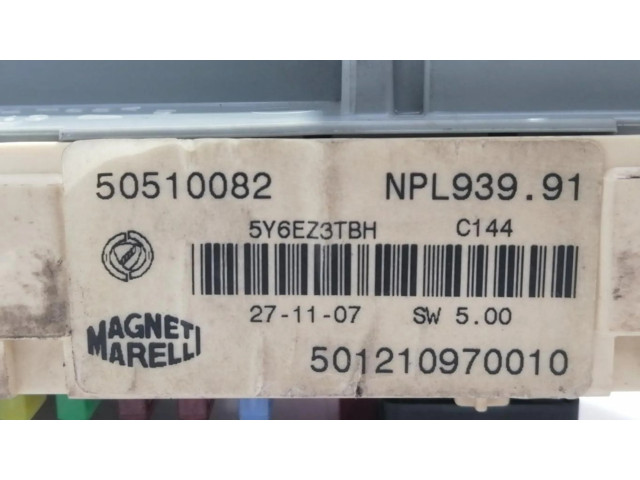 50510082 NPL939.91
5Y6EZ3TBH C144
27-11-07 SW 5.00
MAGNETI
MARELLI
501210970010